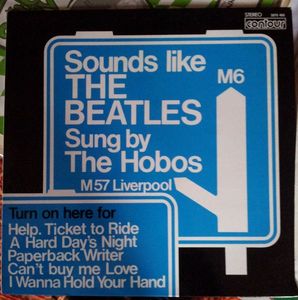 STEREO
contour
Sounds like
THE
BEATLES
Sung by
The Hobos
M6
M57 Liverpool
Turn on here for
Help. Ticket to Ride
A Hard Day's Night
Paperback Writer
Can't buy me Love
I Wanna Hold Your Hand